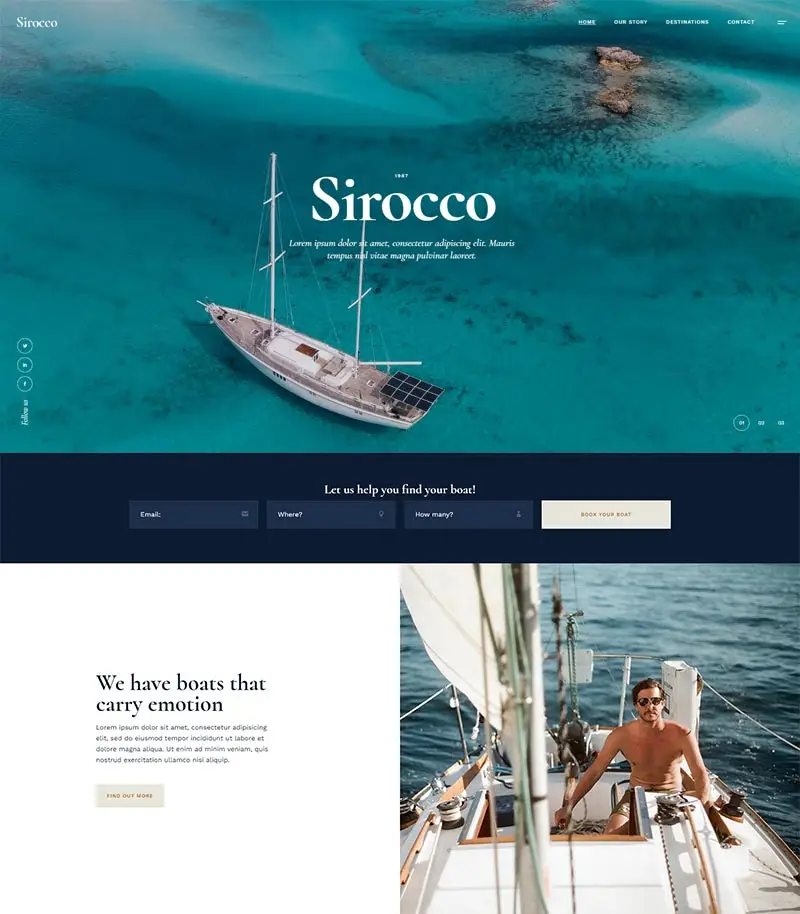 Sirocco
HOME OUR STORY DESTINATIONS CONTACT
1987
Sirocco
Lorem ipsum dolor sit amet, consectetur adipiscing elit. Mauris
tempus nisl vitae magna pulvinar laoreet.
Follow us
01 02 03
Let us help you find your boat!
Email: Where? How many? BOOK YOUR BOAT
We have boats that
carry emotion
Lorem ipsum dolor sit amet, consectetur adipiscing
elit, sed do eiusmod tempor incididunt ut labore et
dolore magna aliqua. Ut enim ad minim veniam, quis
nostrud exercitation ullamco nisi aliquip.
FIND OUT MORE